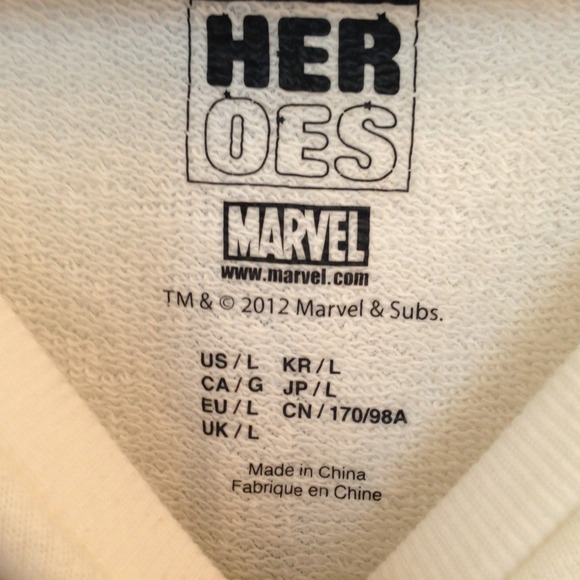 HER
OES
MARVEL
www.marvel.com
TM & © 2012 Marvel & Subs.
US / L KR / L
CA / G JP / L
EU / L CN / 170/98A
UK / L
Made in China
Fabrique en Chine